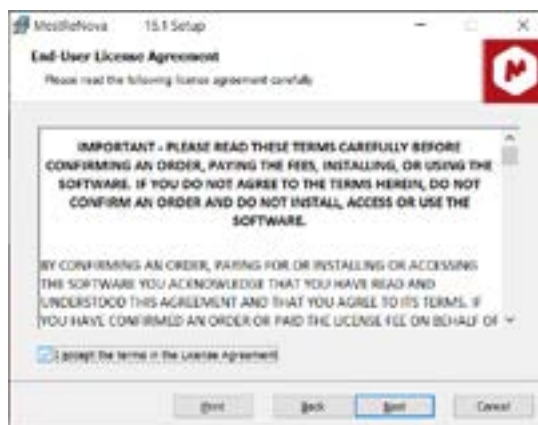 MestReNova 15.1 Setup
End-User License Agreement
Please read the following license agreement carefully
IMPORTANT - PLEASE READ THESE TERMS CAREFULLY BEFORE
CONFIRMING AN ORDER, PAYING THE FEES, INSTALLING, OR USING THE
SOFTWARE. IF YOU DO NOT AGREE TO THE TERMS HEREIN, DO NOT
CONFIRM AN ORDER AND DO NOT INSTALL, ACCESS OR USE THE
SOFTWARE.
BY CONFIRMING AN ORDER, PAYING FOR OR INSTALLING OR ACCESSING
THE SOFTWARE YOU ACKNOWLEDGE THAT YOU HAVE READ AND
UNDERSTOOD THIS AGREEMENT AND THAT YOU AGREE TO ITS TERMS. IF
YOU HAVE CONFIRMED AN ORDER OR PAID THE LICENSE FEE ON BEHALF OF
I accept the terms in the License Agreement
Print Back Next Cancel